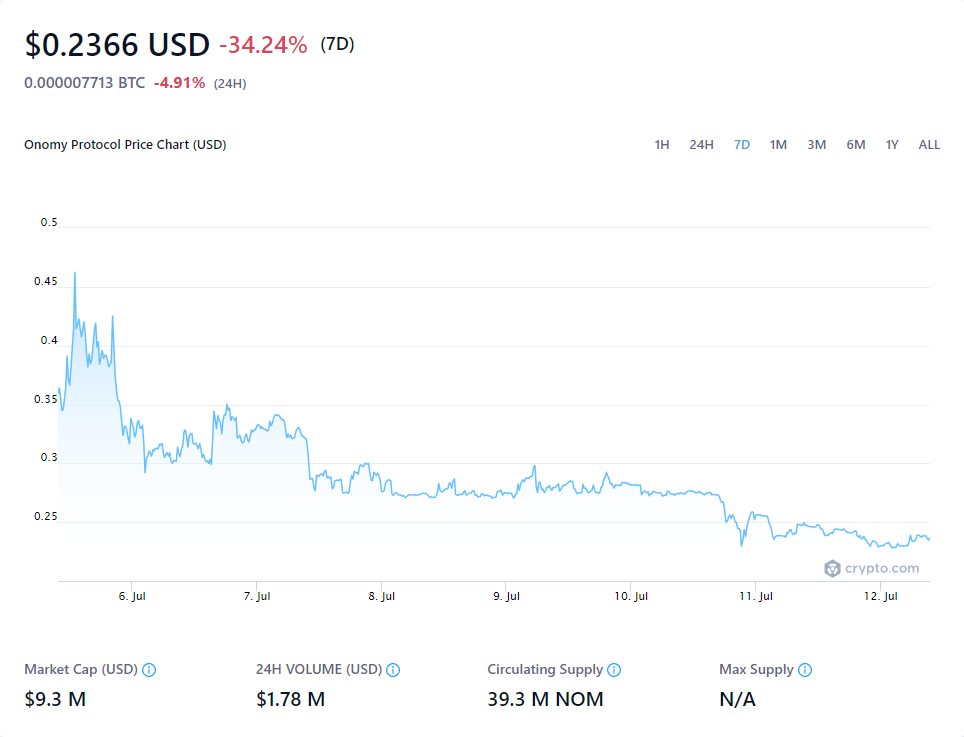 $0.2366 USD -34.24% (7D)
0.000007713 BTC -4.91% (24H)
Onomy Protocol Price Chart (USD)
1H 24H 7D 1M 3M 6M 1Y ALL
0.5
0.45
0.4
0.35
0.3
0.25
crypto.com
6. Jul 7. Jul 8. Jul 9. Jul 10. Jul 11. Jul 12. Jul
Market Cap (USD) 24H VOLUME (USD) Circulating Supply Max Supply
$9.3 M $1.78 M 39.3 M NOM N/A